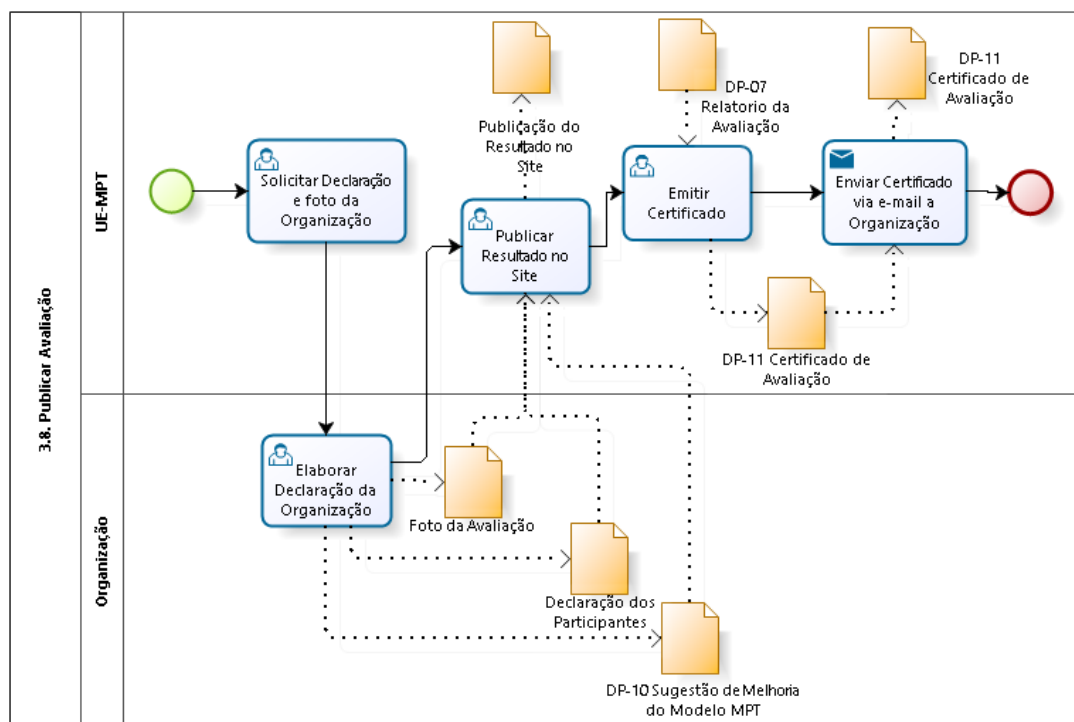 3.8. Publicar Avaliação
UE-MPT
Solicitar Declaração
e foto da
Organização
Publicação do
Resultado no
Site
Publicar
Resultado no
Site
DP-07
Relatorio da
Avaliação
Emitir
Certificado
DP-11
Certificado de
Avaliação
Enviar Certificado
via e-mail a
Organização
DP-11 Certificado de
Avaliação
Organização
Elaborar
Declaração da
Organização
Foto da Avaliação
Declaração dos
Participantes
DP-10 Sugestão de Melhoria
do Modelo MPT